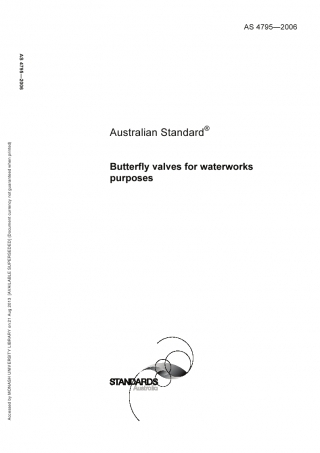 AS 4795—2006
AS 4795—2006
Australian Standard®
Butterfly valves for waterworks
purposes
STANDARDS
Australia
Accessed by MONASH UNIVERSITY LIBRARY on 21 Aug 2013 [AVAILABLE SUPERSEDED] (Document currency not guaranteed when printed)